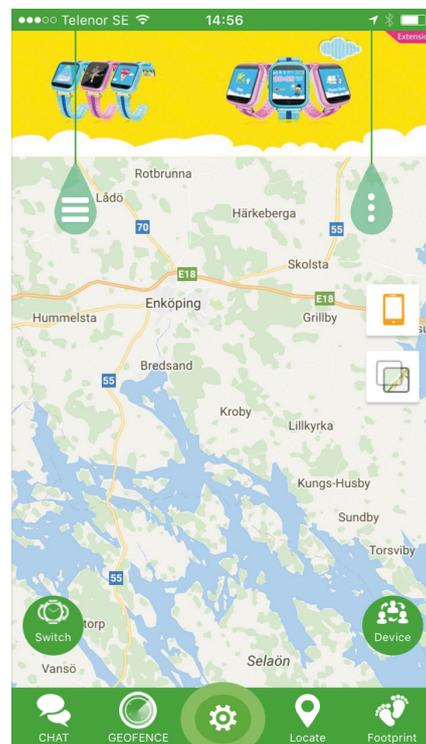 ●●●○○ Telenor SE 14:56
Extensio
Rotbrunna
Lådö
Härkeberga
70
55
Skolsta
E18
Enköping
E18
Hummelsta
Grillby
Bredsand
55
Kroby
Lillkyrka
Kungs-Husby
Sundby
Torsviby
55
Switch
torp
Device
Vansö
Selaön
CHAT
GEOFENCE
Locate
Footprint